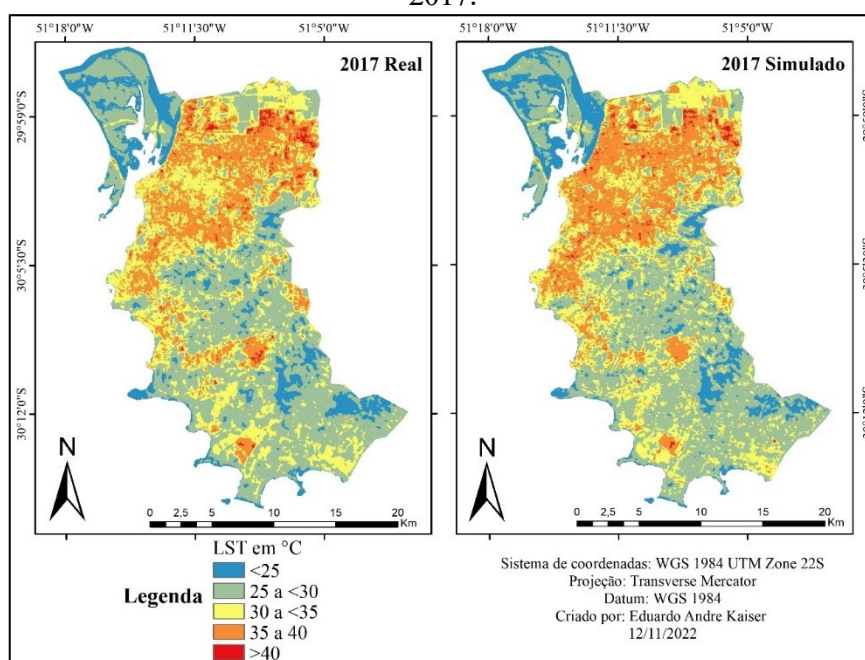 2017.
51°18'0"W 51°11'30"W 51°5'0"W
51°18'0"W 51°11'30"W 51°5'0"W
2017 Real
2017 Simulado
29°59'0"S
30°5'30"S
30°12'0"S
N
N
0 2,5 5 10 15 20
Km
0 2,5 5 10 15 20
Km
LST em °C
Legenda
<25
25 a <30
30 a <35
35 a 40
>40
Sistema de coordenadas: WGS 1984 UTM Zone 22S
Projeção: Transverse Mercator
Datum: WGS 1984
Criado por: Eduardo Andre Kaiser
12/11/2022